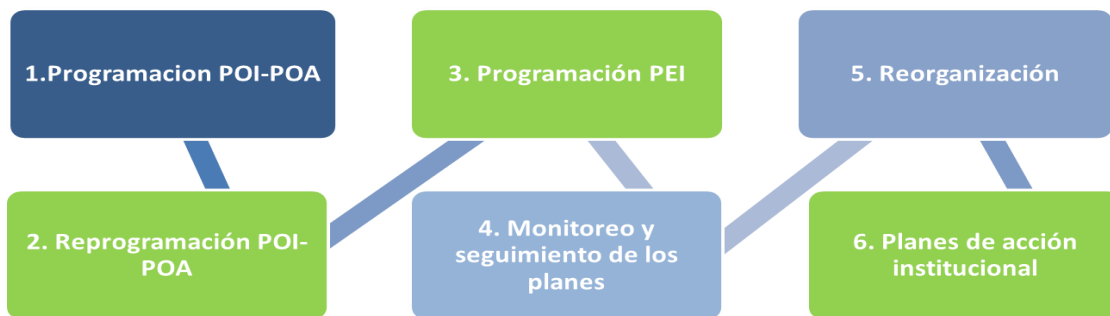 1.Programacion POI-POA
2. Reprogramación POI-
POA
3. Programación PEI
4. Monitoreo y
seguimiento de los
planes
5. Reorganización
6. Planes de acción
institucional